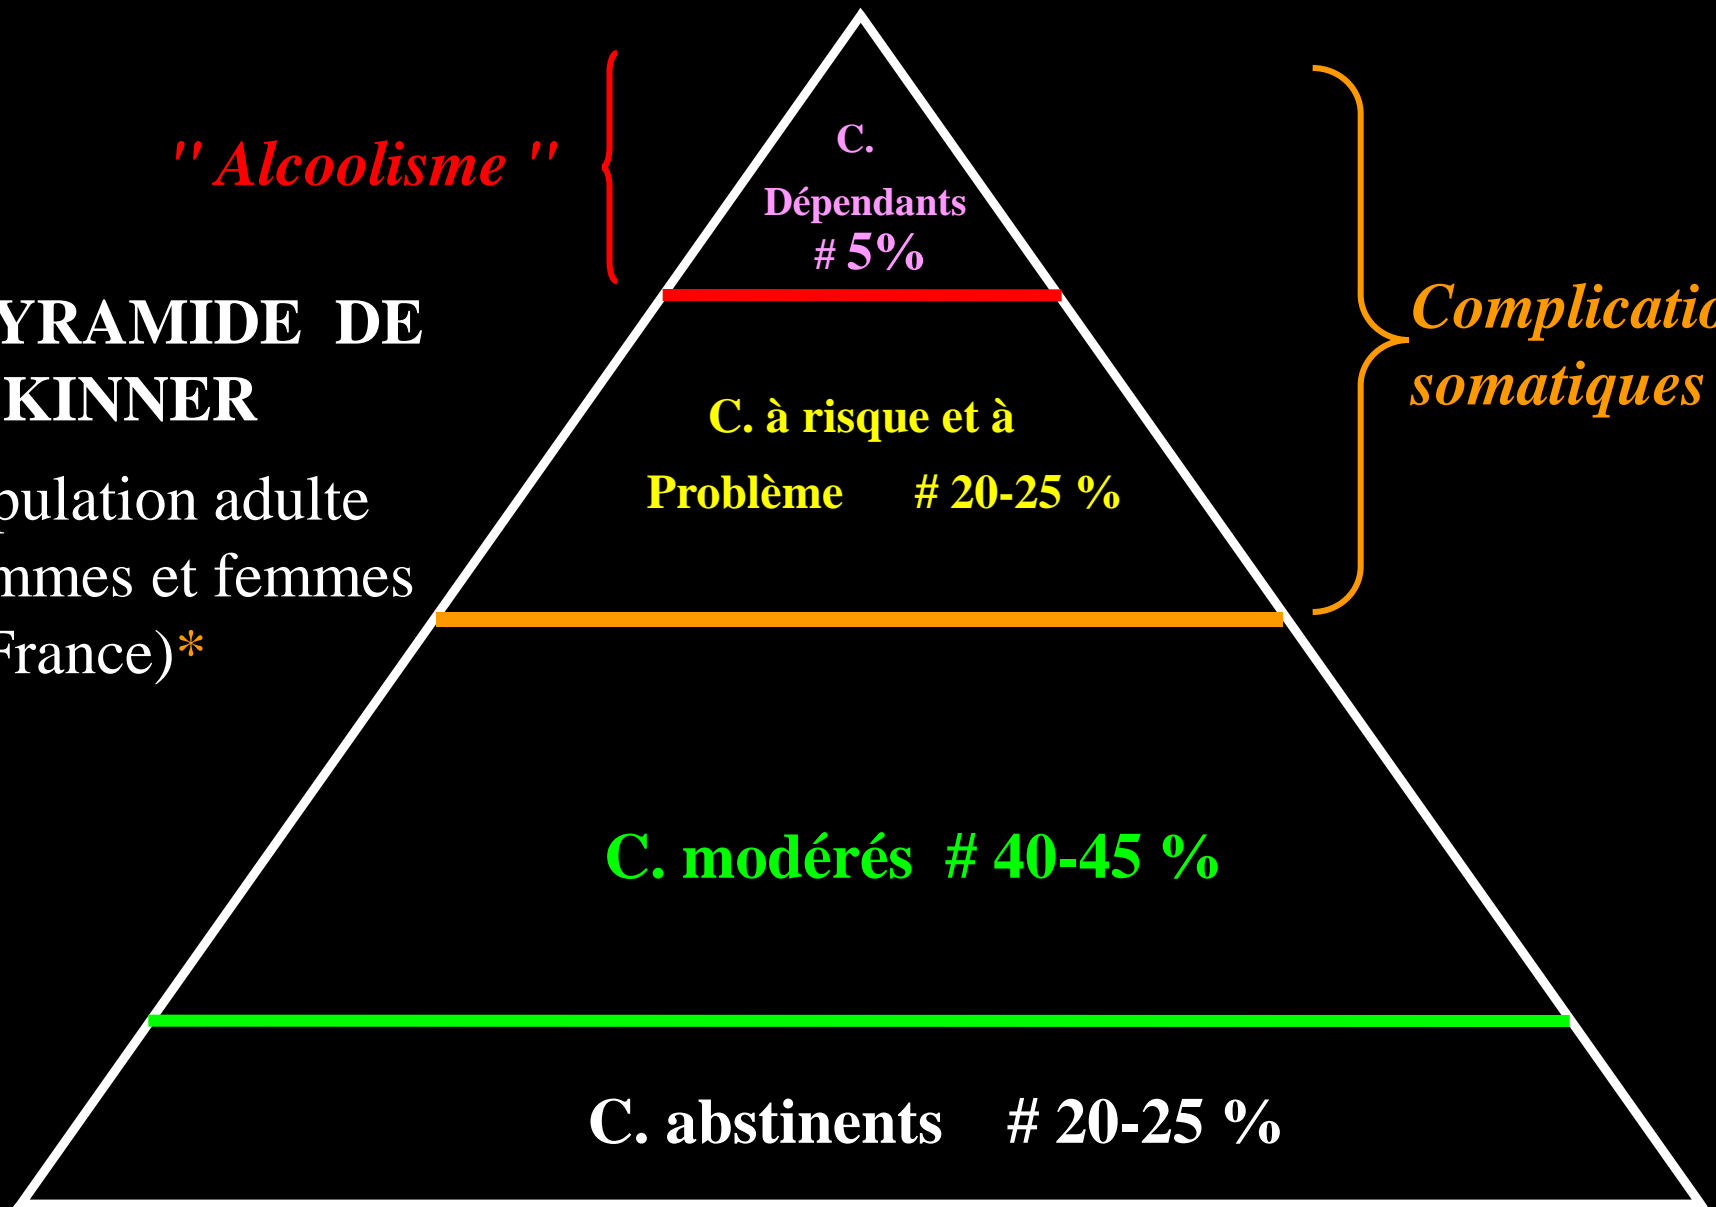 " Alcoolisme "
C.
Dépendants
# 5%
YRAMIDE DE
KINNER
pulation adulte
mmes et femmes
France)*
Complicatio
somatiques
C. à risque et à
Problème # 20-25 %
C. modérés # 40-45 %
C. abstinents # 20-25 %